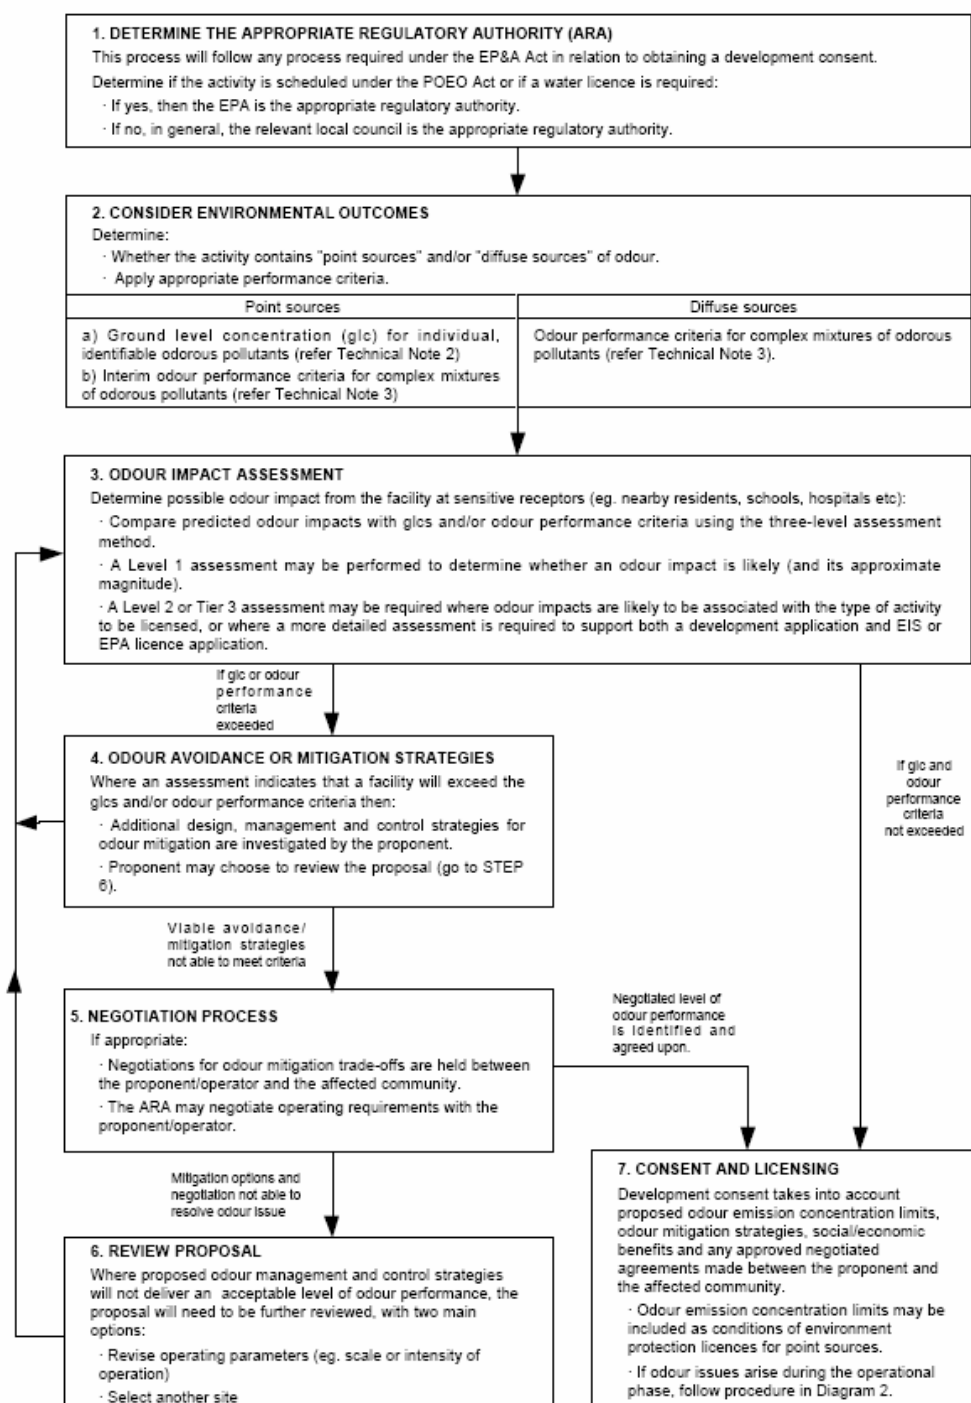 1. DETERMINE THE APPROPRIATE REGULATORY AUTHORITY (ARA)
This process will follow any process required under the EP&A Act in relation to obtaining a development consent.
Determine if the activity is scheduled under the POEO Act or if a water licence is required:
· If yes, then the EPA is the appropriate regulatory authority.
· If no, in general, the relevant local council is the appropriate regulatory authority.
2. CONSIDER ENVIRONMENTAL OUTCOMES
Determine:
· Whether the activity contains "point sources" and/or "diffuse sources" of odour.
· Apply appropriate performance criteria.
Point sources
a) Ground level concentration (glc) for individual,
identifiable odorous pollutants (refer Technical Note 2)
b) Interim odour performance criteria for complex mixtures
of odorous pollutants (refer Technical Note 3)
Diffuse sources
Odour performance criteria for complex mixtures of odorous
pollutants (refer Technical Note 3).
3. ODOUR IMPACT ASSESSMENT
Determine possible odour impact from the facility at sensitive receptors (eg. nearby residents, schools, hospitals etc):
· Compare predicted odour impacts with glcs and/or odour performance criteria using the three-level assessment
method.
· A Level 1 assessment may be performed to determine whether an odour impact is likely (and its approximate
magnitude).
· A Level 2 or Tier 3 assessment may be required where odour impacts are likely to be associated with the type of activity
to be licensed, or where a more detailed assessment is required to support both a development application and EIS or
EPA licence application.
If glc or odour
performance
criteria
exceeded
If glc and
odour
performance
criteria
not exceeded
4. ODOUR AVOIDANCE OR MITIGATION STRATEGIES
Where an assessment indicates that a facility will exceed the
glcs and/or odour performance criteria then:
· Additional design, management and control strategies for
odour mitigation are investigated by the proponent.
· Proponent may choose to review the proposal (go to STEP
6).
Viable avoidance/
mitigation strategies
not able to meet criteria
5. NEGOTIATION PROCESS
If appropriate:
· Negotiations for odour mitigation trade-offs are held between
the proponent/operator and the affected community.
· The ARA may negotiate operating requirements with the
proponent/operator.
Negotiated level of
odour performance
is identified and
agreed upon.
Mitigation options and
negotiation not able to
resolve odour issue
6. REVIEW PROPOSAL
Where proposed odour management and control strategies
will not deliver an acceptable level of odour performance, the
proposal will need to be further reviewed, with two main
options:
· Revise operating parameters (eg. scale or intensity of
operation)
· Select another site
7. CONSENT AND LICENSING
Development consent takes into account
proposed odour emission concentration limits,
odour mitigation strategies, social/economic
benefits and any approved negotiated
agreements made between the proponent and
the affected community.
· Odour emission concentration limits may be
included as conditions of environment
protection licences for point sources.
· If odour issues arise during the operational
phase, follow procedure in Diagram 2.